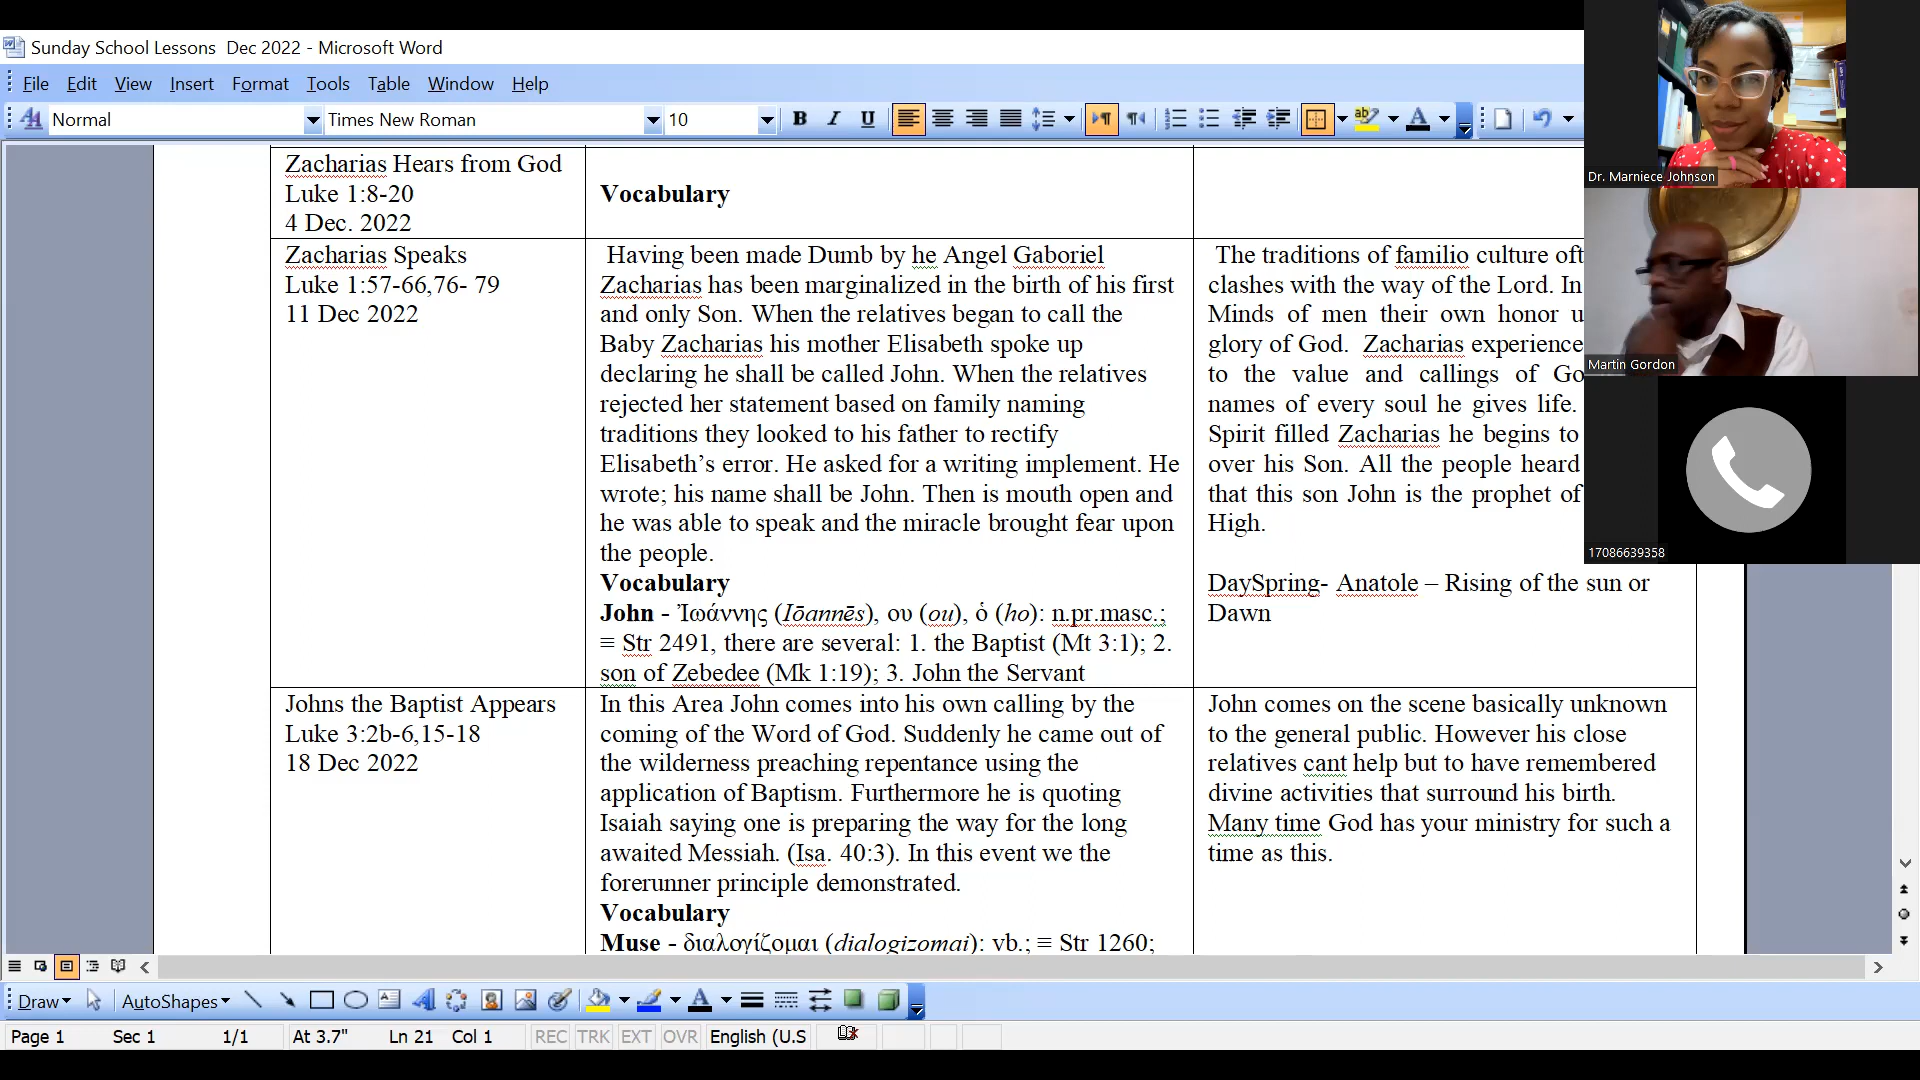 Sunday School Lessons  Dec 2022 - Microsoft Word
File Edit View Insert Format Tools Table Window Help
Normal Times New Roman 10 B I U
Zacharias Hears from God
Luke 1:8-20
4 Dec. 2022
Vocabulary
Zacharias Speaks
Luke 1:57-66,76- 79
11 Dec 2022
Having been made Dumb by he Angel Gaboriel
Zacharias has been marginalized in the birth of his first
and only Son. When the relatives began to call the
Baby Zacharias his mother Elisabeth spoke up
declaring he shall be called John. When the relatives
rejected her statement based on family naming
traditions they looked to his father to rectify
Elisabeth’s error. He asked for a writing implement. He
wrote; his name shall be John. Then is mouth open and
he was able to speak and the miracle brought fear upon
the people.
Vocabulary
John - Ἰωάννης (Iōannēs), ου (ou), ὁ (ho): n.pr.masc.;
≡ Str 2491, there are several: 1. the Baptist (Mt 3:1); 2.
son of Zebedee (Mk 1:19); 3. John the Servant
The traditions of familio culture oft
clashes with the way of the Lord. In
Minds of men their own honor u
glory of God.  Zacharias experience
to the value and callings of Go
names of every soul he gives life.
Spirit filled Zacharias he begins to
over his Son. All the people heard
that this son John is the prophet of
High.
DaySpring- Anatole – Rising of the sun or
Dawn
Johns the Baptist Appears
Luke 3:2b-6,15-18
18 Dec 2022
In this Area John comes into his own calling by the
coming of the Word of God. Suddenly he came out of
the wilderness preaching repentance using the
application of Baptism. Furthermore he is quoting
Isaiah saying one is preparing the way for the long
awaited Messiah. (Isa. 40:3). In this event we the
forerunner principle demonstrated.
Vocabulary
Muse - διαλογίζομαι (dialogizomai): vb.; ≡ Str 1260;
John comes on the scene basically unknown
to the general public. However his close
relatives cant help but to have remembered
divine activities that surround his birth.
Many time God has your ministry for such a
time as this.
Dr. Marniece Johnson
Martin Gordon
17086639358
Draw AutoShapes
Page 1 Sec 1 1/1 At 3.7" Ln 21 Col 1 REC TRK EXT OVR English (U.S